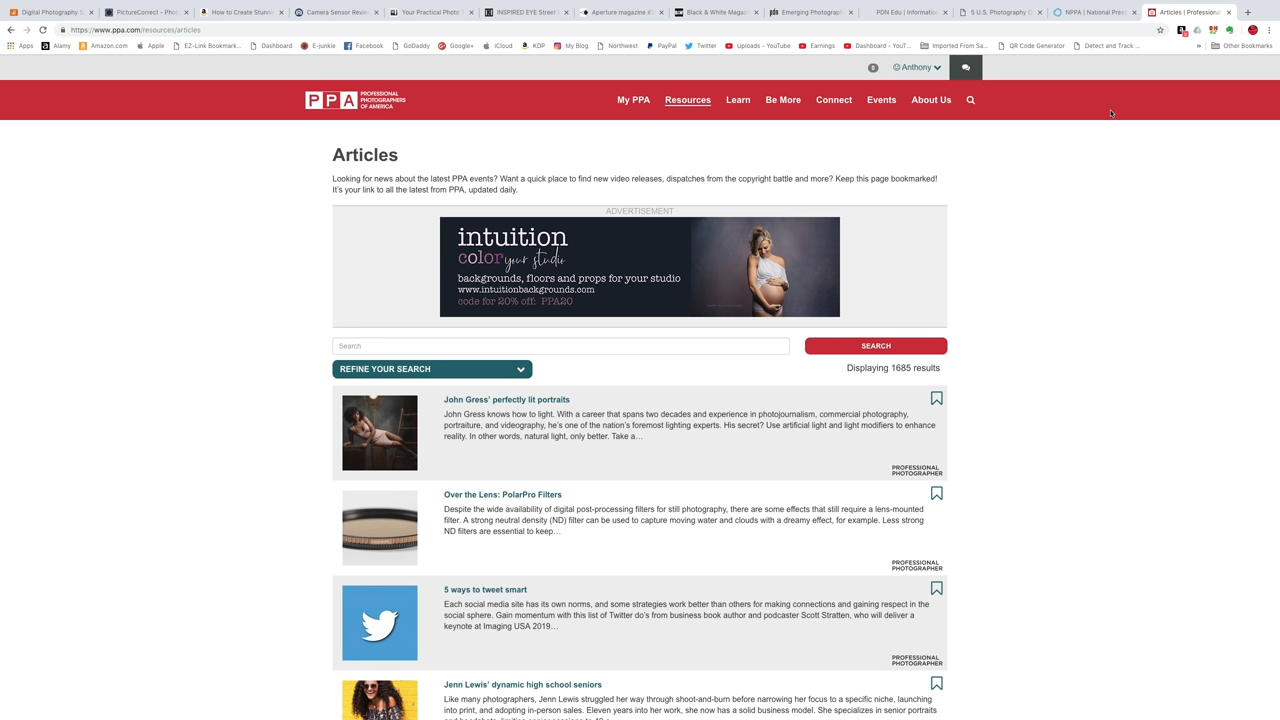 Digital Photography S
PictureCorrect – Pho
How to Create Stunni
Camera Sensor Revie
Your Practical Photo
INSPIRED EYE Street
Aperture magazine #2
Black & White Maga
Emerging Photograph
PDN Edu | Informati
5 U.S. Photography O
NPPA | National Pres
Articles | Professiona
https://www.ppa.com/resources/articles
Apps
Alamy
Amazon.com
Apple
EZ-Link Bookmark...
Dashboard
E-junkie
Facebook
GoDaddy
Google+
iCloud
KDP
My Blog
Northwest
PayPal
Twitter
Uploads - YouTube
Earnings
Dashboard - YouT...
Imported From Sa...
QR Code Generator
Detect and Track ...
»
Other Bookmarks
0
Anthony
PPA PROFESSIONAL
PHOTOGRAPHERS
OF AMERICA
My PPA
Resources
Learn
Be More
Connect
Events
About Us
Articles
Looking for news about the latest PPA events? Want a quick place to find new video releases, dispatches from the copyright battle and more? Keep this page bookmarked!
It's your link to all the latest from PPA, updated daily.
ADVERTISEMENT
intuition
color your studio
backgrounds, floors and props for your studio
www.intuitionbackgrounds.com
code for 20% off: PPA20
Search
SEARCH
REFINE YOUR SEARCH
Displaying 1685 results
John Gress' perfectly lit portraits
John Gress knows how to light. With a career that spans two decades and experience in photojournalism, commercial photography,
portraiture, and videography, he's one of the nation's foremost lighting experts. His secret? Use artificial light and light modifiers to enhance
reality. In other words, natural light, only better. Take a…
PROFESSIONAL
PHOTOGRAPHER
Over the Lens: PolarPro Filters
Despite the wide availability of digital post-processing filters for still photography, there are some effects that still require a lens-mounted
filter. A strong neutral density (ND) filter can be used to capture moving water and clouds with a dreamy effect, for example. Less strong
ND filters are essential to keep…
PROFESSIONAL
PHOTOGRAPHER
5 ways to tweet smart
Each social media site has its own norms, and some strategies work better than others for making connections and gaining respect in the
social sphere. Gain momentum with this list of Twitter do's from business book author and podcaster Scott Stratten, who will deliver a
keynote at Imaging USA 2019…
PROFESSIONAL
PHOTOGRAPHER
Jenn Lewis' dynamic high school seniors
Like many photographers, Jenn Lewis struggled her way through shoot-and-burn before narrowing her focus to a specific niche, launching
into print, and adopting in-person sales. Eleven years into her work, she now has a solid business model. She specializes in senior portraits